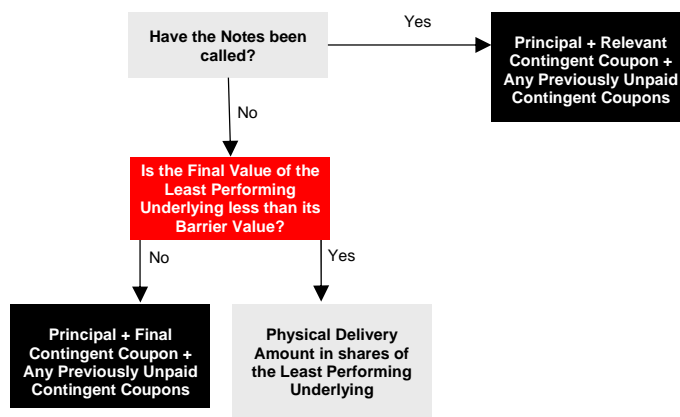 Have the Notes been
called?
Yes
Principal + Relevant
Contingent Coupon +
Any Previously Unpaid
Contingent Coupons
No
Is the Final Value of the
Least Performing
Underlying less than its
Barrier Value?
No
Yes
Principal + Final
Contingent Coupon +
Any Previously Unpaid
Contingent Coupons
Physical Delivery
Amount in shares of
the Least Performing
Underlying